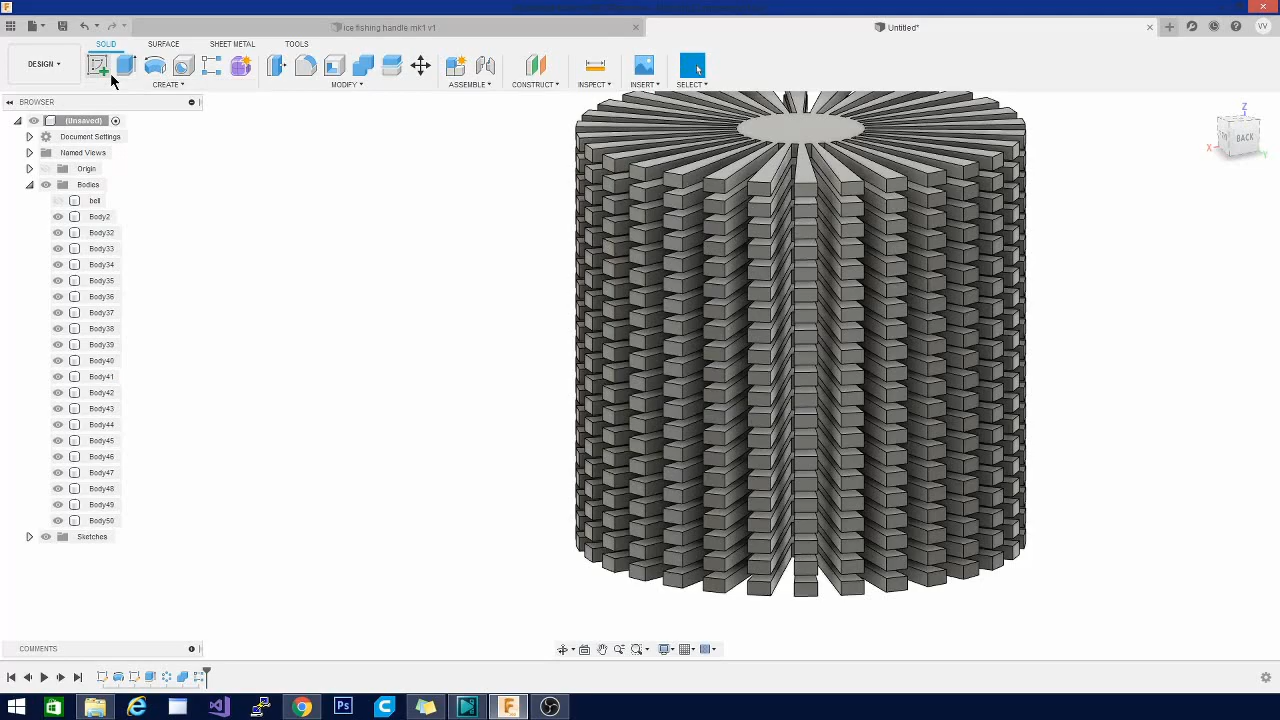 ice fishing handle mk1 v1
Untitled*
VV
SOLID
SURFACE
SHEET METAL
TOOLS
DESIGN
CREATE
MODIFY
ASSEMBLE
CONSTRUCT
INSPECT
INSERT
SELECT
BROWSER
(Unsaved)
Document Settings
Named Views
Origin
Bodies
bell
Body2
Body32
Body33
Body34
Body35
Body36
Body37
Body38
Body39
Body40
Body41
Body42
Body43
Body44
Body45
Body46
Body47
Body48
Body49
Body50
Sketches
Z
BACK
X
Y
COMMENTS
Ps